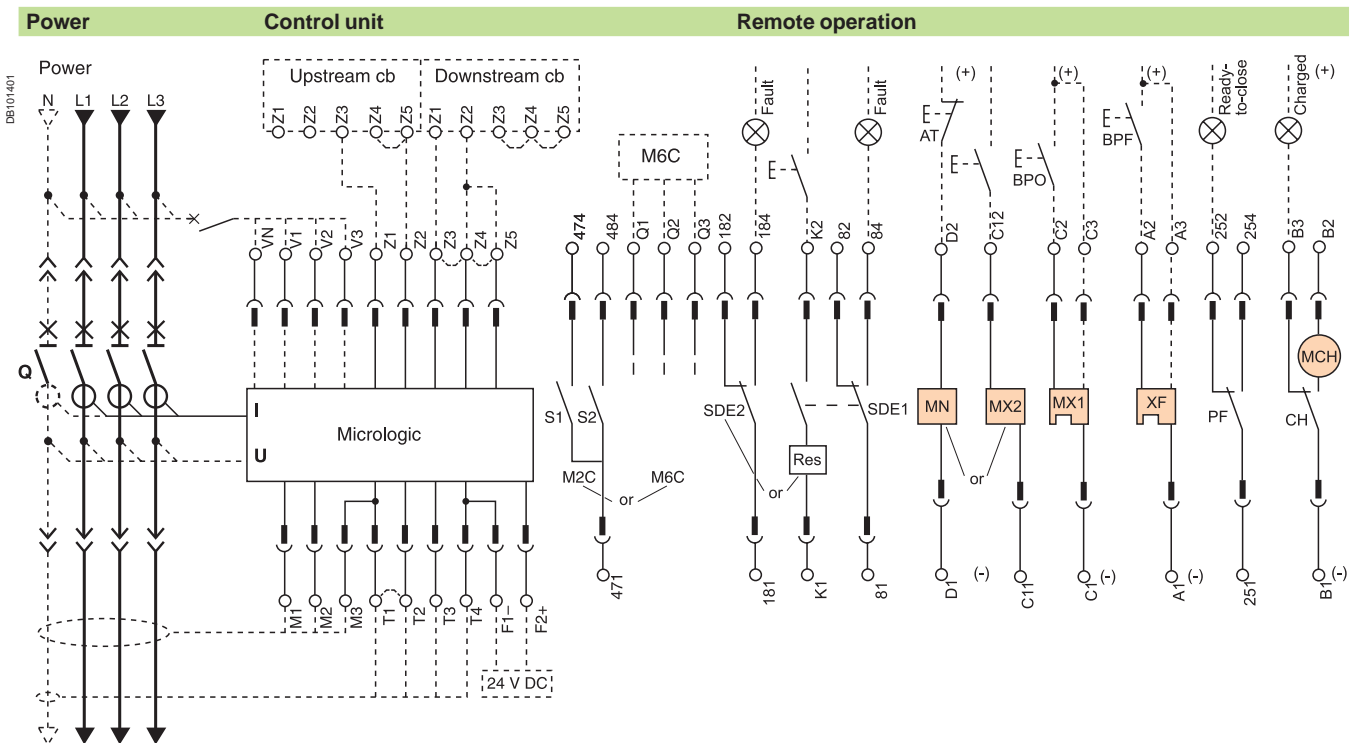 Power Control unit Remote operation
DB101401
Power
N L1 L2 L3
Upstream cb Downstream cb
Z1 Z2 Z3 Z4 Z5 Z1 Z2 Z3 Z4 Z5
M6C
Fault
Fault
(+)
AT
(+)
BPO
(+)
BPF
Ready-
to-close
Charged
(+)
VN V1 V2 V3 Z1 Z2 Z3 Z4 Z5
474 484 Q1 Q2 Q3 182 184 K2 82 84 D2 C12 C2 C3 A2 A3 252 254 B3 B2
Q
I
U
Micrologic
S1 S2
M2C or M6C
SDE2
or
Res
SDE1
MN
MX2
or
MX1
XF
PF
CH
MCH
M1 M2 M3 T1 T2 T3 T4 F1– F2+
24 V DC
471 181 K1 81 D1 (-) C11 C1 (-) A1 (-) 251 B1 (-)